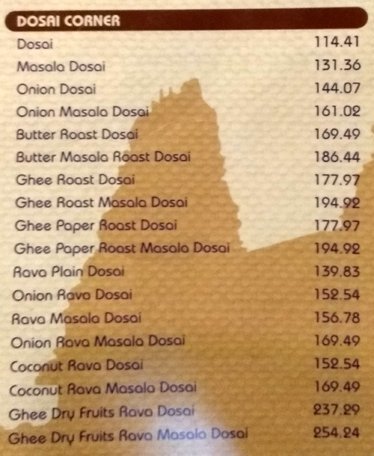 DOSAI CORNER
Dosai 114.41
Masala Dosai 131.36
Onion Dosai 144.07
Onion Masala Dosai 161.02
Butter Roast Dosai 169.49
Butter Masala Roast Dosai 186.44
Ghee Roast Dosai 177.97
Ghee Roast Masala Dosai 194.92
Ghee Paper Roast Dosai 177.97
Ghee Paper Roast Masala Dosai 194.92
Rava Plain Dosai 139.83
Onion Rava Dosai 152.54
Rava Masala Dosai 156.78
Onion Rava Masala Dosai 169.49
Coconut Rava Dosai 152.54
Coconut Rava Masala Dosai 169.49
Ghee Dry Fruits Rava Dosai 237.29
Ghee Dry Fruits Rava Masala Dosai 254.24